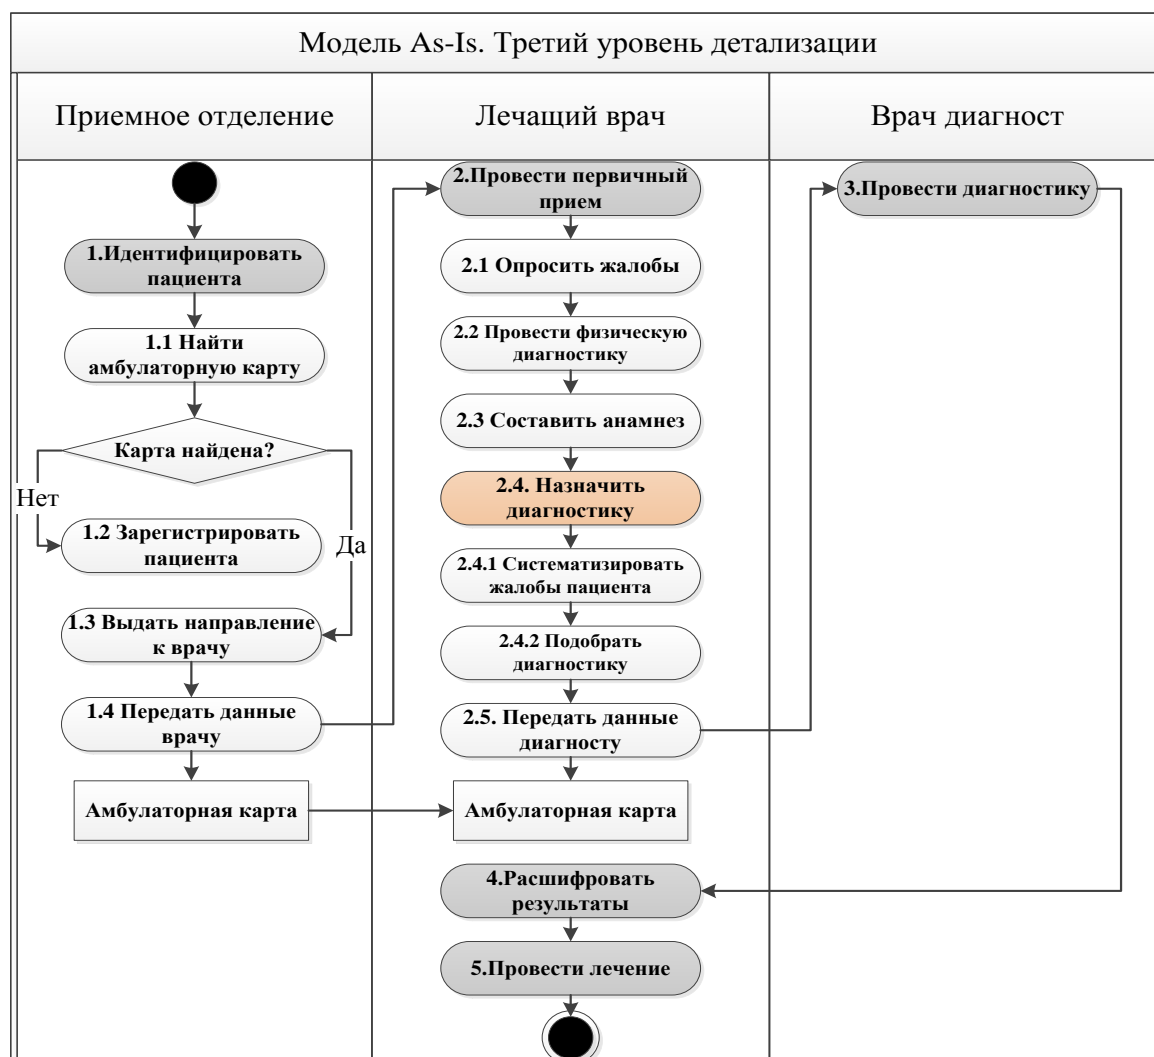 Модель As-Is. Третий уровень детализации
Приемное отделение
Лечащий врач
Врач диагност
1.Идентифицировать
пациента
1.1 Найти
амбулаторную карту
Карта найдена?
Нет
Да
1.2 Зарегистрировать
пациента
1.3 Выдать направление
к врачу
1.4 Передать данные
врачу
Амбулаторная карта
2.Провести первичный
прием
2.1 Опросить жалобы
2.2 Провести физическую
диагностику
2.3 Составить анамнез
2.4. Назначить
диагностику
2.4.1 Систематизировать
жалобы пациента
2.4.2 Подобрать
диагностику
2.5. Передать данные
диагносту
Амбулаторная карта
4.Расшифровать
результаты
5.Провести лечение
3.Провести диагностику